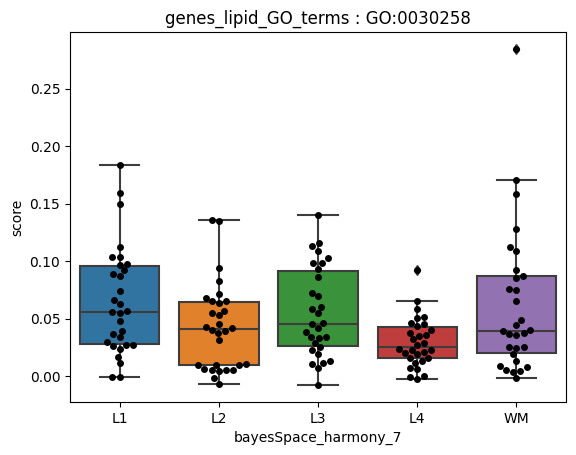 genes_lipid_GO_terms : GO:0030258
0.25
0.20
0.15
0.10
0.05
0.00
score
L1 L2 L3 L4 WM
bayesSpace_harmony_7